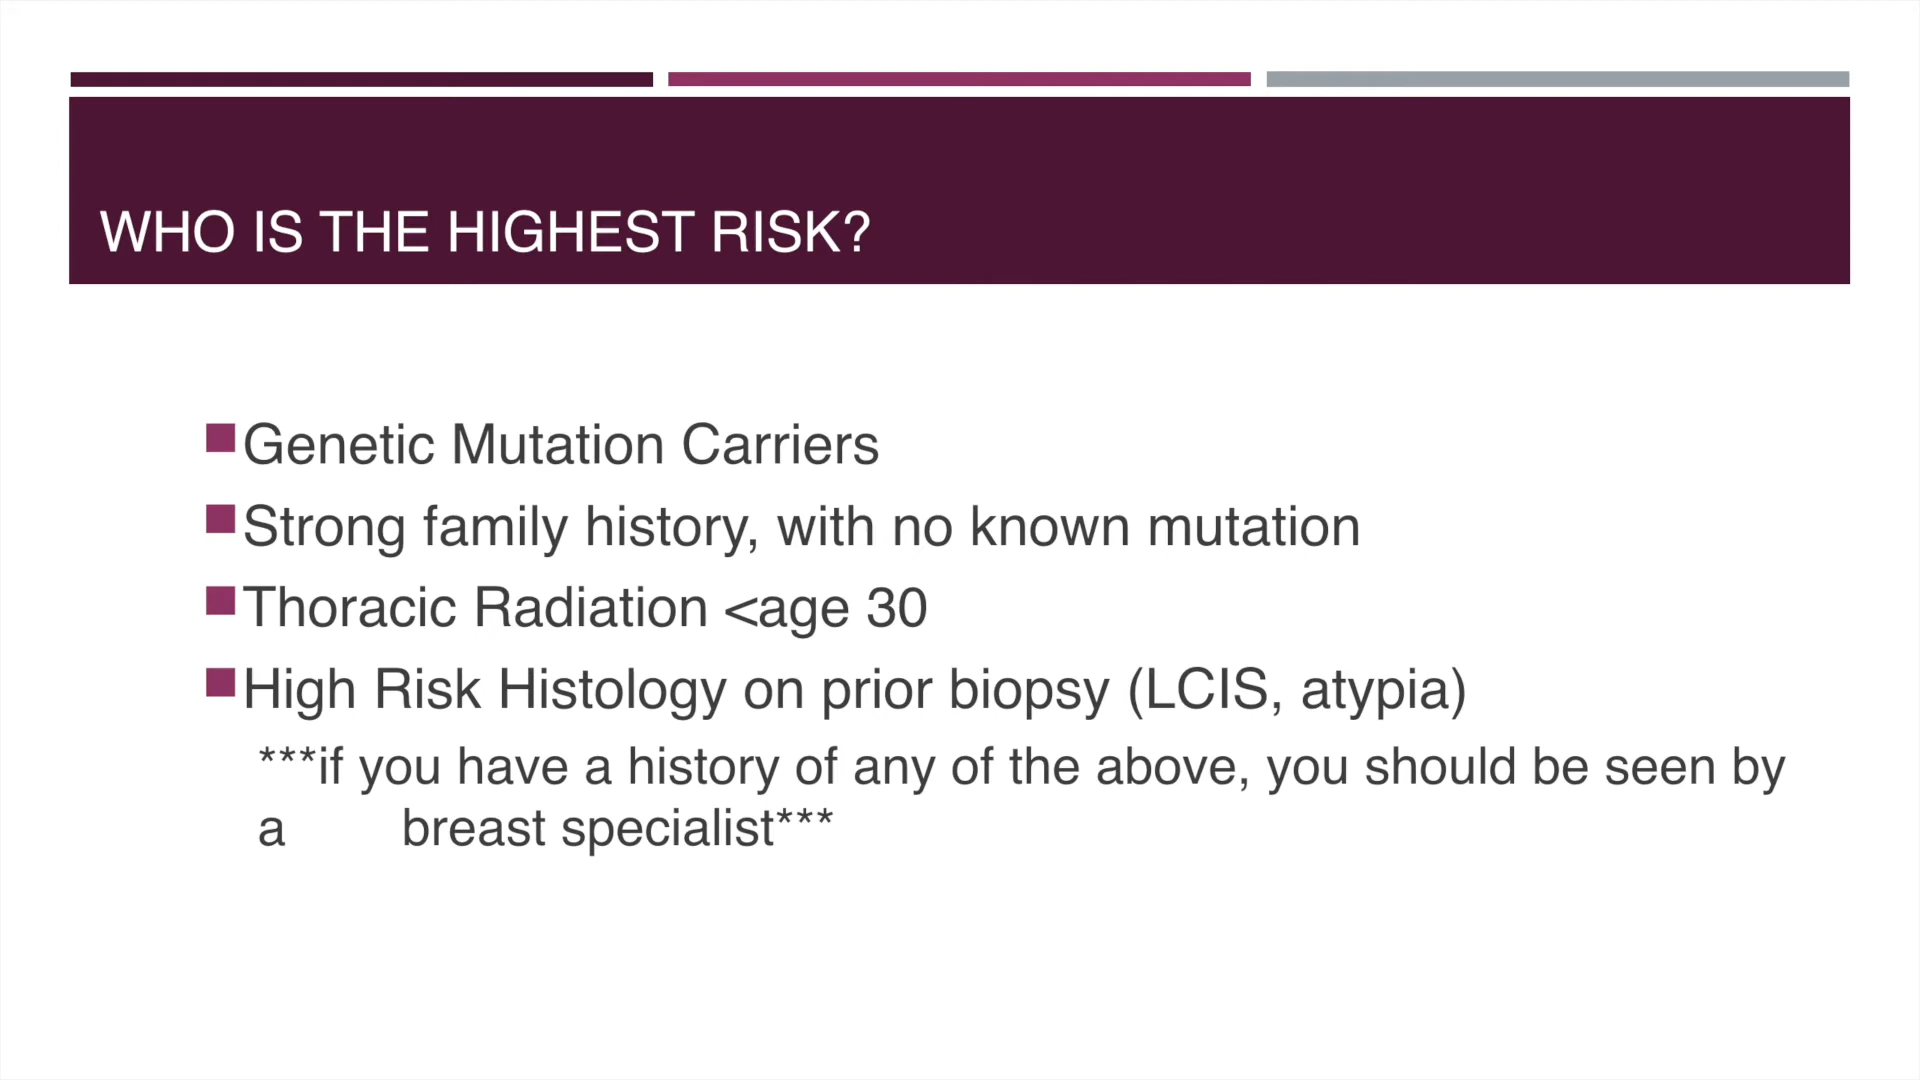 WHO IS THE HIGHEST RISK?
Genetic Mutation Carriers
Strong family history, with no known mutation
Thoracic Radiation <age 30
High Risk Histology on prior biopsy (LCIS, atypia)
***if you have a history of any of the above, you should be seen by
a breast specialist***